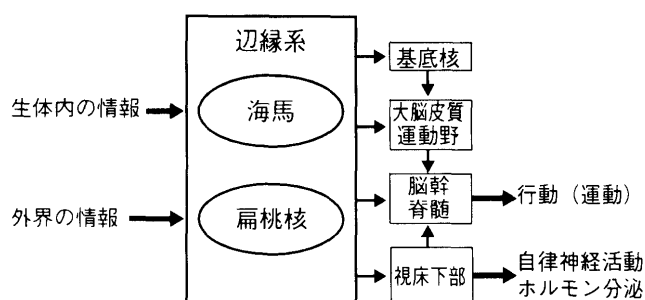 辺縁系
海馬
扁桃核
生体内の情報
外界の情報
基底核
大脳皮質
運動野
脳幹
脊髄
視床下部
行動（運動）
自律神経活動
ホルモン分泌